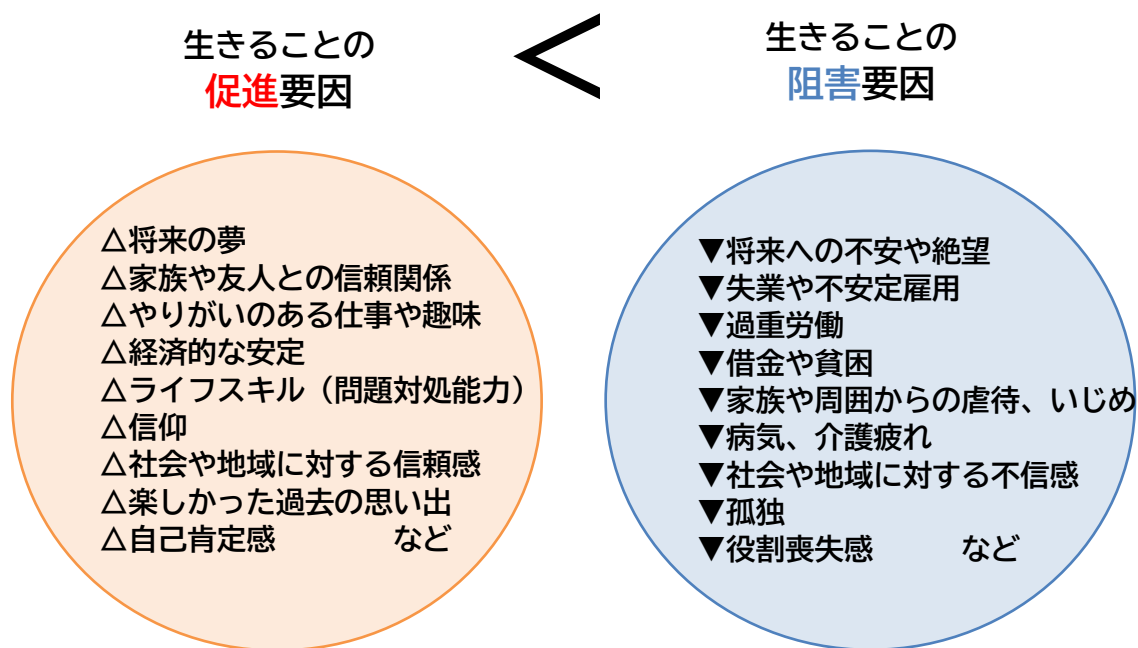 生きることの
促進要因
＜
生きることの
阻害要因
△将来の夢
△家族や友人との信頼関係
△やりがいのある仕事や趣味
△経済的な安定
△ライフスキル（問題対処能力）
△信仰
△社会や地域に対する信頼感
△楽しかった過去の思い出
△自己肯定感　　　　など
▼将来への不安や絶望
▼失業や不安定雇用
▼過重労働
▼借金や貧困
▼家族や周囲からの虐待、いじめ
▼病気、介護疲れ
▼社会や地域に対する不信感
▼孤独
▼役割喪失感　　　など